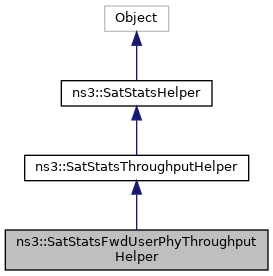 Object
ns3::SatStatsHelper
ns3::SatStatsThroughputHelper
ns3::SatStatsFwdUserPhyThroughput
Helper